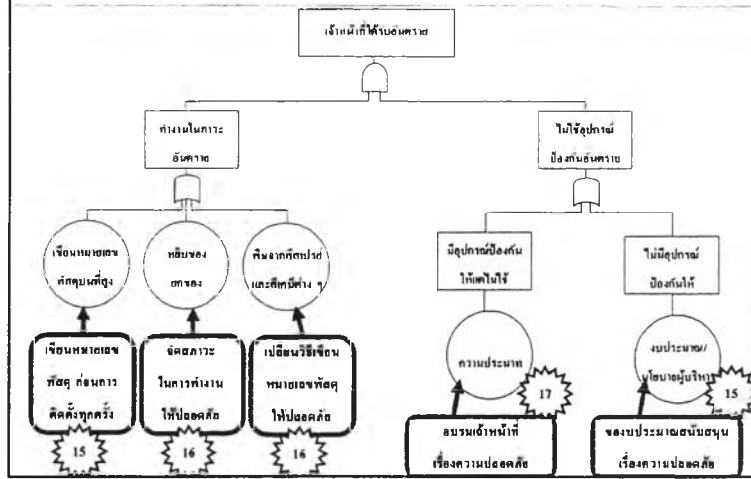 เจ้าหน้าที่ได้รับอันตราย
ทำงานในภาวะ
อันตราย
ไม่ใช้อุปกรณ์
ป้องกันอันตราย
เขียนหมายเลข
พัสดุบนที่สูง
หยิบของ
ยกของ
พิษจากสีสเปรย์
และสีเคมีต่าง ๆ
มีอุปกรณ์ป้องกัน
ให้แต่ไม่ใช้
ไม่มีอุปกรณ์
ป้องกันให้
เขียนหมายเลข
พัสดุ ก่อนการ
ติดตั้งทุกครั้ง
15
จัดสภาวะ
ในการทำงาน
ให้ปลอดภัย
16
เปลี่ยนวิธีเขียน
หมายเลขพัสดุ
ให้ปลอดภัย
16
ความประมาท
17
อบรมเจ้าหน้าที่
เรื่องความปลอดภัย
งบประมาณ/
นโยบายผู้บริหาร
15
ของบประมาณสนับสนุน
เรื่องความปลอดภัย